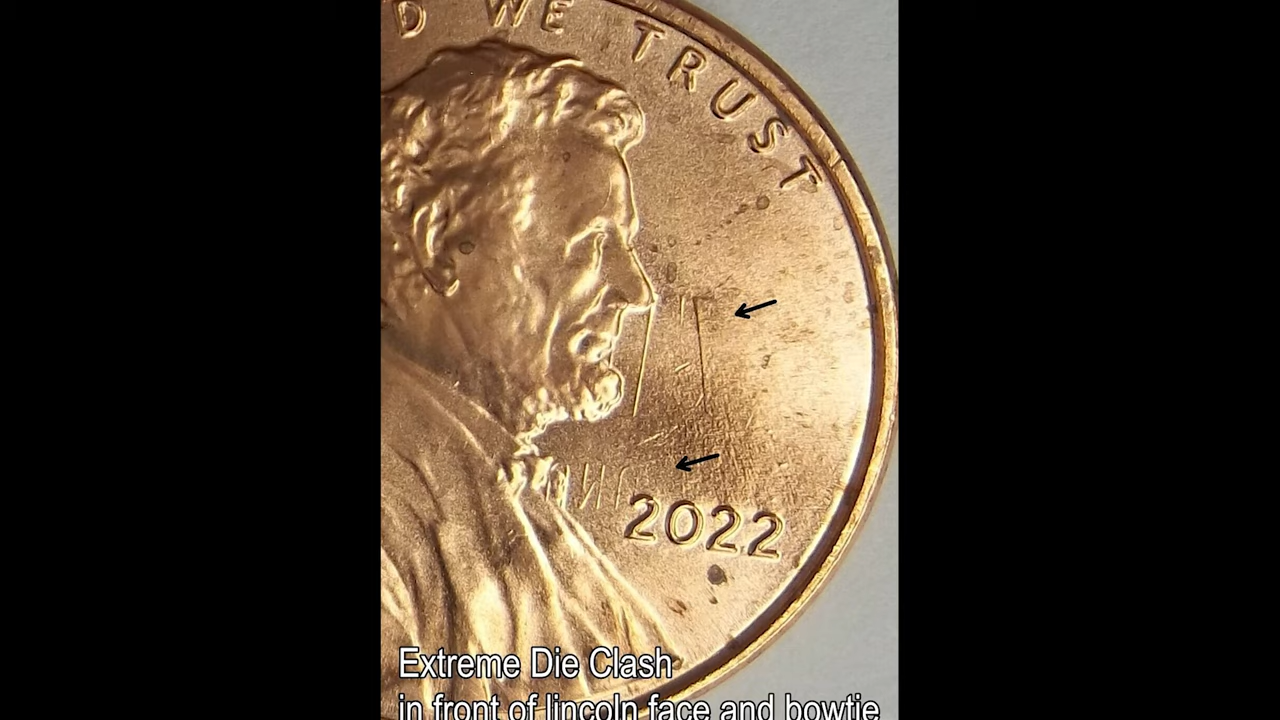 D WE TRUST
2022
Extreme Die Clash
in front of lincoln face and bowtie